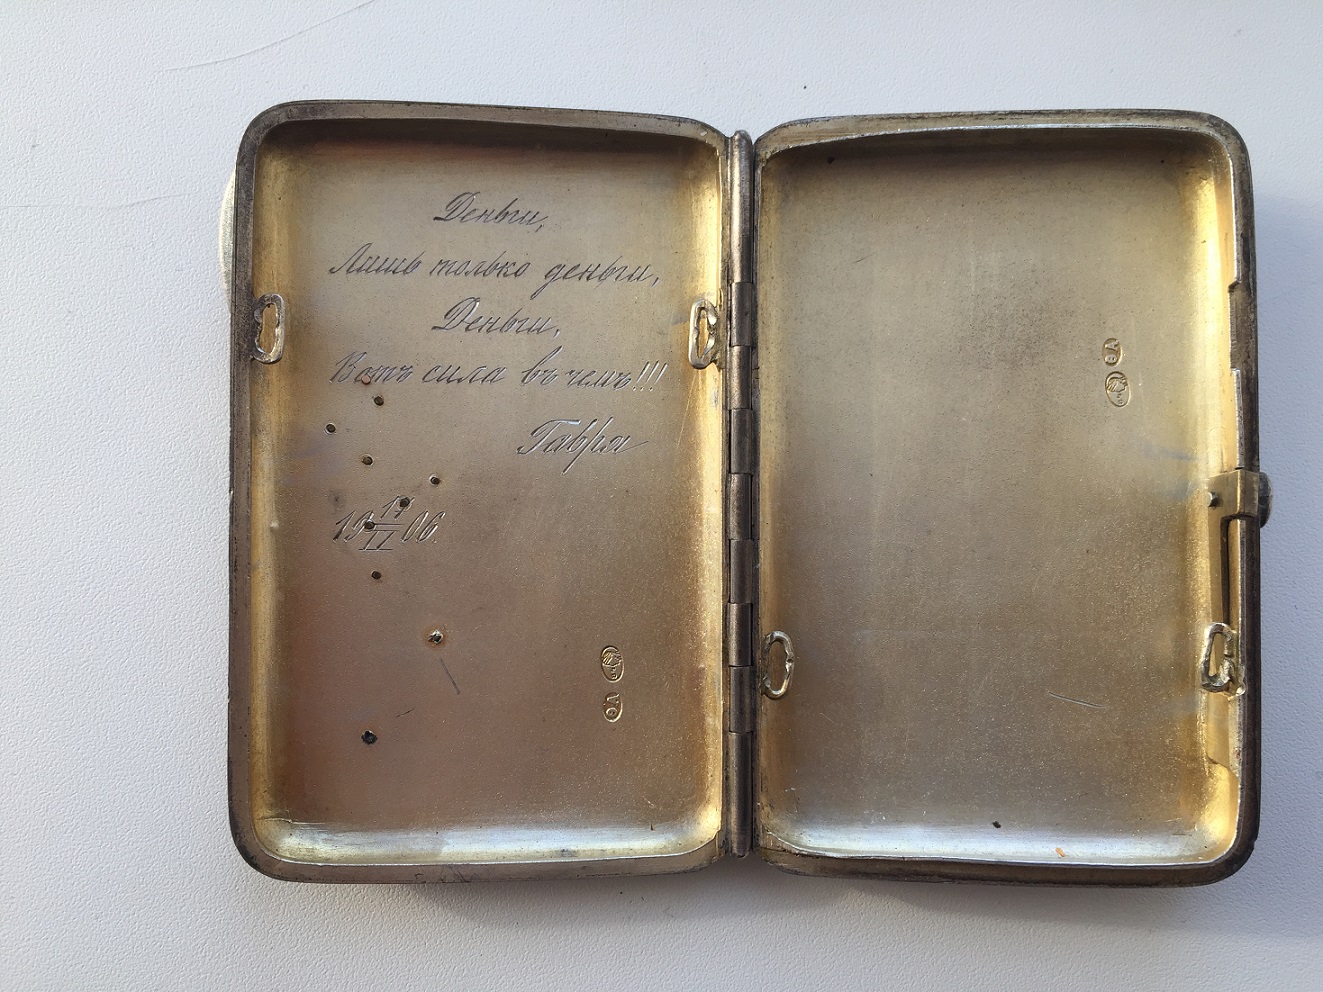 Деньги,
Лишь только деньги,
Деньги,
Вотъ сила въ чемъ!!!
Гавря
19 17/II 06